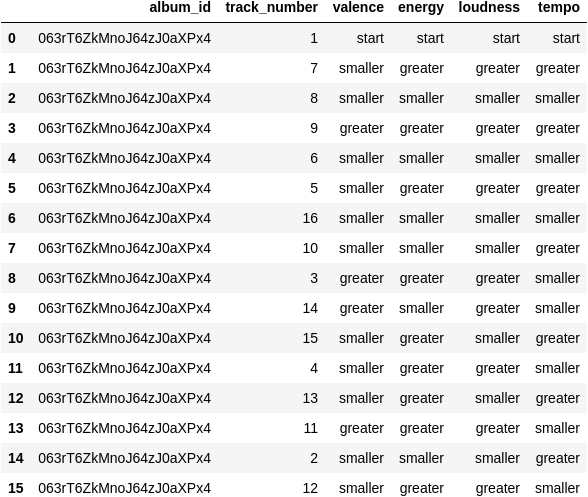 album_id track_number valence energy loudness tempo
0 063rT6ZkMnoJ64zJ0aXPx4 1 start start start start
1 063rT6ZkMnoJ64zJ0aXPx4 7 smaller greater greater greater
2 063rT6ZkMnoJ64zJ0aXPx4 8 smaller smaller smaller smaller
3 063rT6ZkMnoJ64zJ0aXPx4 9 greater greater greater greater
4 063rT6ZkMnoJ64zJ0aXPx4 6 smaller smaller smaller smaller
5 063rT6ZkMnoJ64zJ0aXPx4 5 smaller greater greater greater
6 063rT6ZkMnoJ64zJ0aXPx4 16 smaller smaller smaller smaller
7 063rT6ZkMnoJ64zJ0aXPx4 10 smaller smaller smaller greater
8 063rT6ZkMnoJ64zJ0aXPx4 3 greater greater greater smaller
9 063rT6ZkMnoJ64zJ0aXPx4 14 greater smaller greater smaller
10 063rT6ZkMnoJ64zJ0aXPx4 15 smaller greater smaller greater
11 063rT6ZkMnoJ64zJ0aXPx4 4 smaller greater greater smaller
12 063rT6ZkMnoJ64zJ0aXPx4 13 smaller greater smaller greater
13 063rT6ZkMnoJ64zJ0aXPx4 11 greater greater greater smaller
14 063rT6ZkMnoJ64zJ0aXPx4 2 smaller smaller smaller greater
15 063rT6ZkMnoJ64zJ0aXPx4 12 smaller greater greater smaller